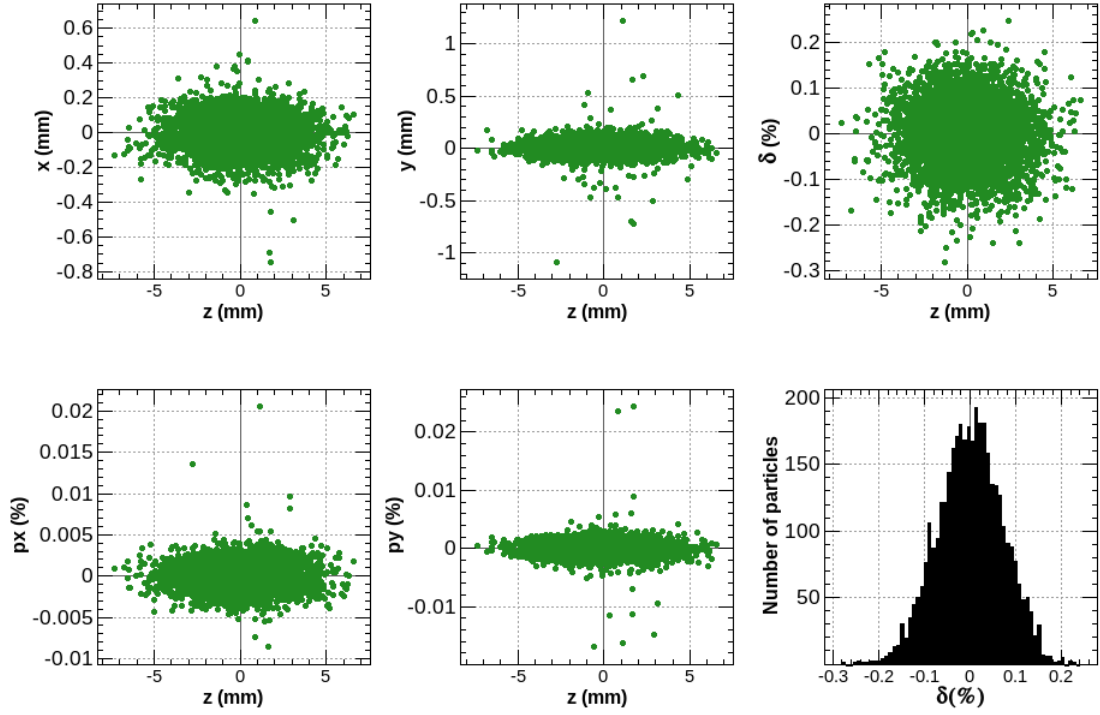 0.6
0.4
0.2
0
-0.2
-0.4
-0.6
-0.8
x (mm)
-5 0 5
z (mm)
1
0.5
0
-0.5
-1
y (mm)
-5 0 5
z (mm)
0.2
0.1
0
-0.1
-0.2
-0.3
δ (%)
-5 0 5
z (mm)
0.02
0.015
0.01
0.005
0
-0.005
-0.01
px (%)
-5 0 5
z (mm)
0.02
0.01
0
-0.01
py (%)
-5 0 5
z (mm)
200
150
100
50
Number of particles
-0.3 -0.2 -0.1 0 0.1 0.2
δ(%)